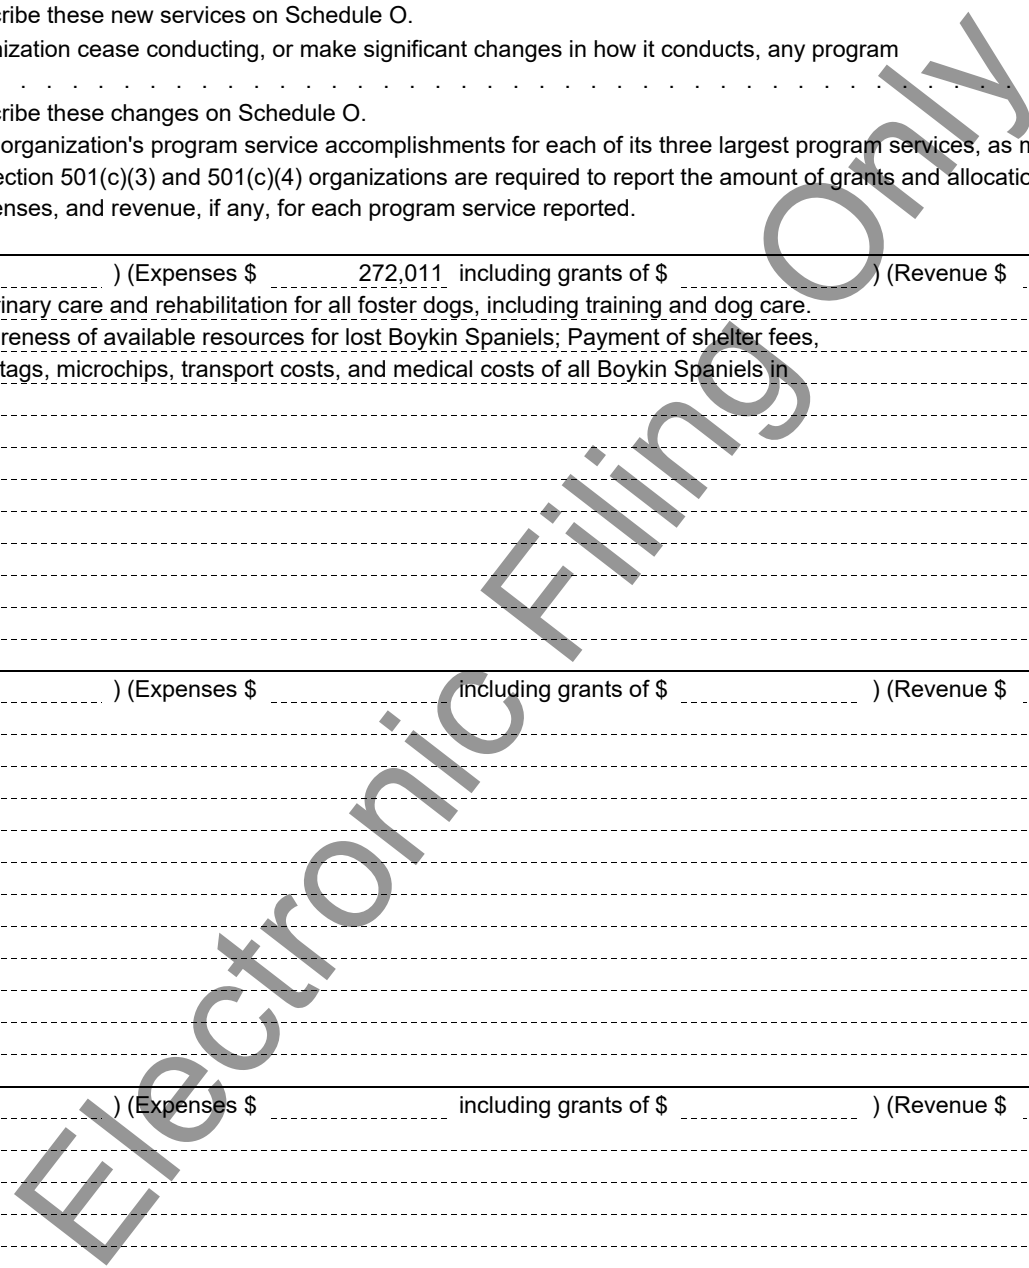 cribe these new services on Schedule O.
nization cease conducting, or make significant changes in how it conducts, any program
. . . . . . . . . . . . . . . . . . . . . . . . . . . . . . . . . . . . . . .
cribe these changes on Schedule O.
organization's program service accomplishments for each of its three largest program services, as m
ection 501(c)(3) and 501(c)(4) organizations are required to report the amount of grants and allocatio
enses, and revenue, if any, for each program service reported.
) (Expenses $ 272,011 including grants of $ ) (Revenue $
rinary care and rehabilitation for all foster dogs, including training and dog care.
reness of available resources for lost Boykin Spaniels; Payment of shelter fees,
tags, microchips, transport costs, and medical costs of all Boykin Spaniels in
) (Expenses $ including grants of $ ) (Revenue $
) (Expenses $ including grants of $ ) (Revenue $
Electronic Filing Only